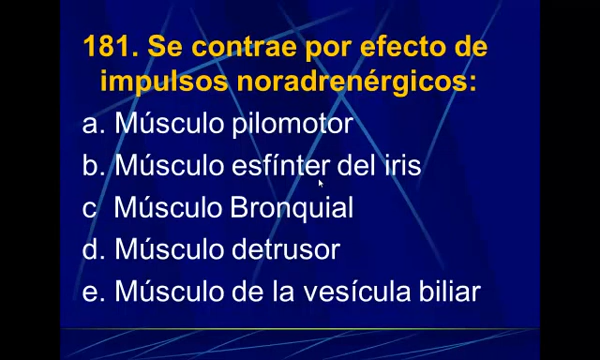 181. Se contrae por efecto de
impulsos noradrenérgicos:
a. Músculo pilomotor
b. Músculo esfínter del iris
c Músculo Bronquial
d. Músculo detrusor
e. Músculo de la vesícula biliar